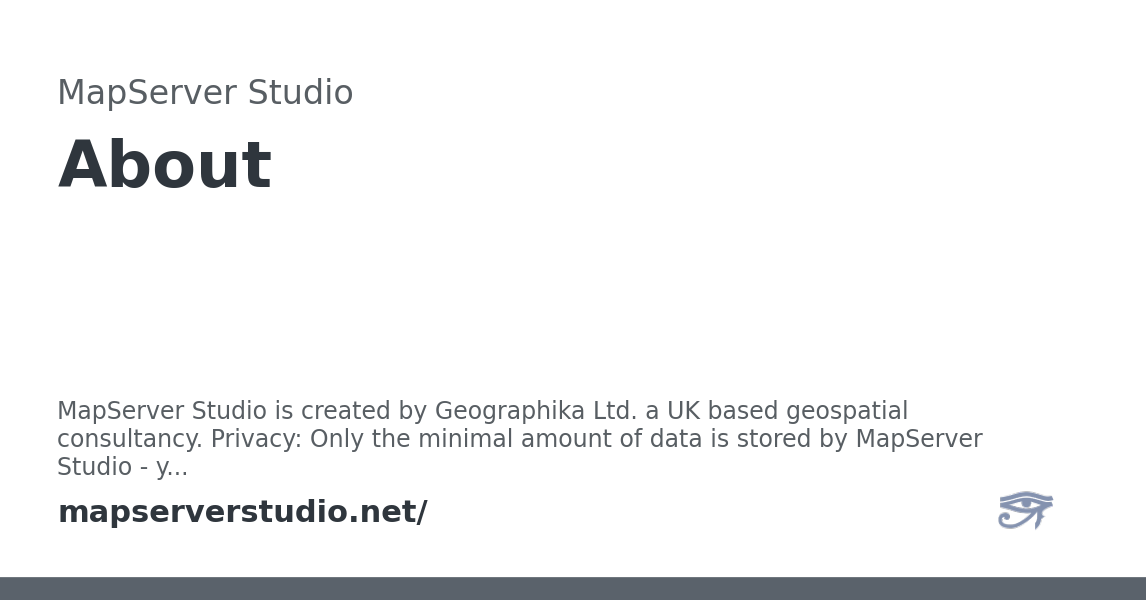 MapServer Studio
About
MapServer Studio is created by Geographika Ltd. a UK based geospatial
consultancy. Privacy: Only the minimal amount of data is stored by MapServer
Studio - y...
mapserverstudio.net/